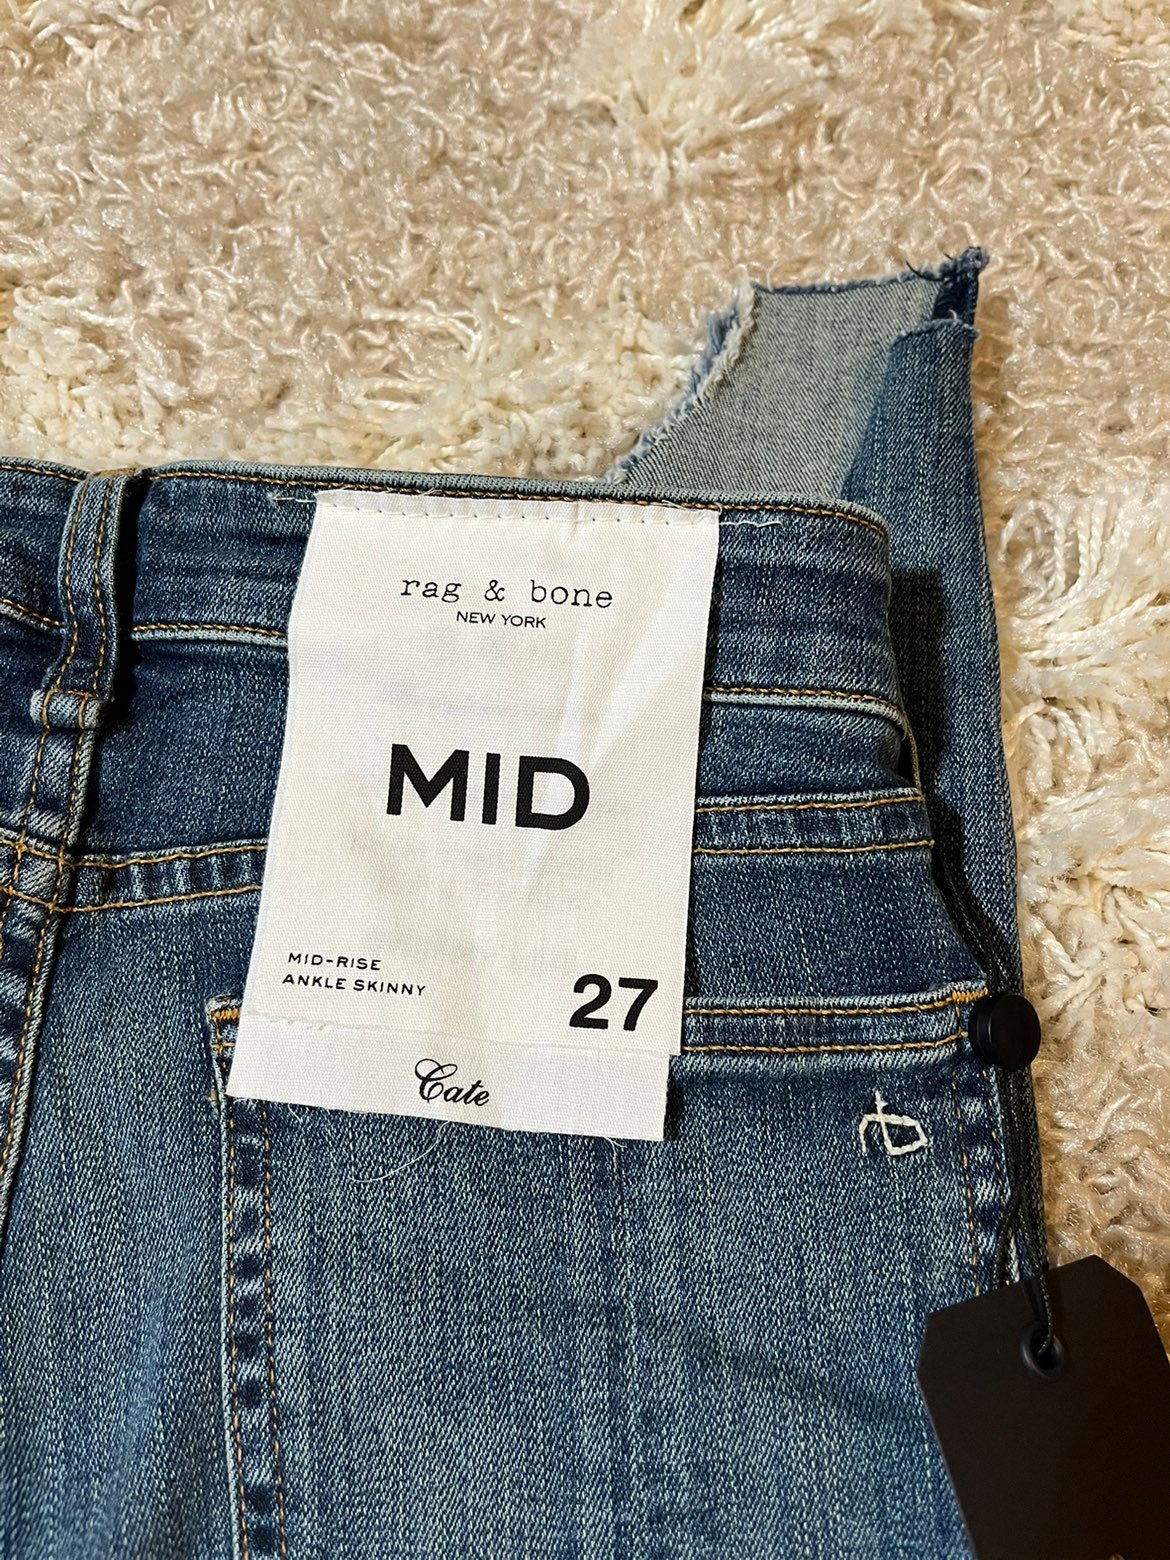 rag & bone
NEW YORK
MID
MID-RISE
ANKLE SKINNY
27
Cate